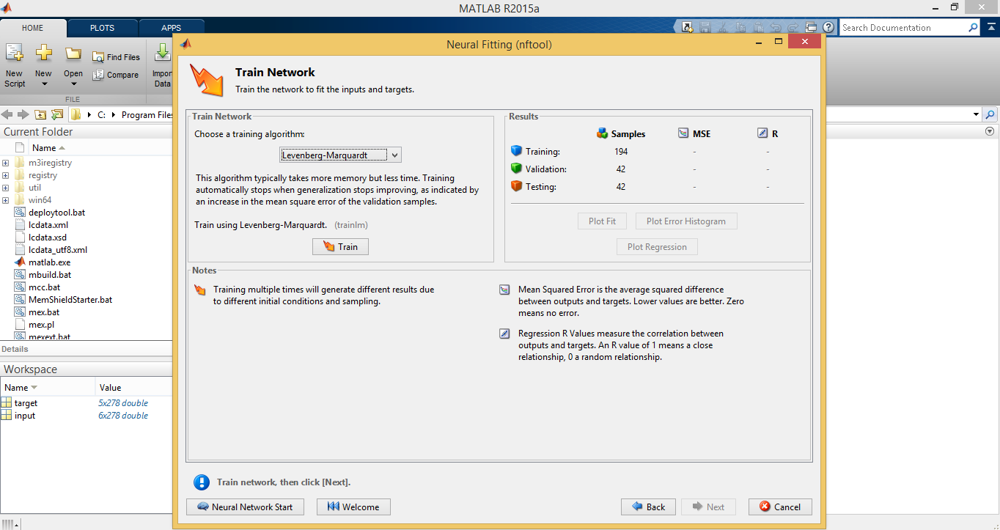 MATLAB R2015a
HOME
PLOTS
APPS
Search Documentation
New Script
New
Open
Find Files
Compare
Import Data
FILE
C:
Program Files
Current Folder
Name
m3iregistry
registry
util
win64
deploytool.bat
lcdata.xml
lcdata.xsd
lcdata_utf8.xml
matlab.exe
mbuild.bat
mcc.bat
MemShieldStarter.bat
mex.bat
mex.pl
mexext.bat
Details
Workspace
Name Value
target 5x278 double
input 6x278 double
Neural Fitting (nftool)
Train Network
Train the network to fit the inputs and targets.
Train Network
Choose a training algorithm:
Levenberg-Marquardt
This algorithm typically takes more memory but less time. Training
automatically stops when generalization stops improving, as indicated by
an increase in the mean square error of the validation samples.
Train using Levenberg-Marquardt. (trainlm)
Train
Results
Samples MSE R
Training: 194 - -
Validation: 42 - -
Testing: 42 - -
Plot Fit Plot Error Histogram
Plot Regression
Notes
Training multiple times will generate different results due
to different initial conditions and sampling.
Mean Squared Error is the average squared difference
between outputs and targets. Lower values are better. Zero
means no error.
Regression R Values measure the correlation between
outputs and targets. An R value of 1 means a close
relationship, 0 a random relationship.
Train network, then click [Next].
Neural Network Start
Welcome
Back
Next
Cancel